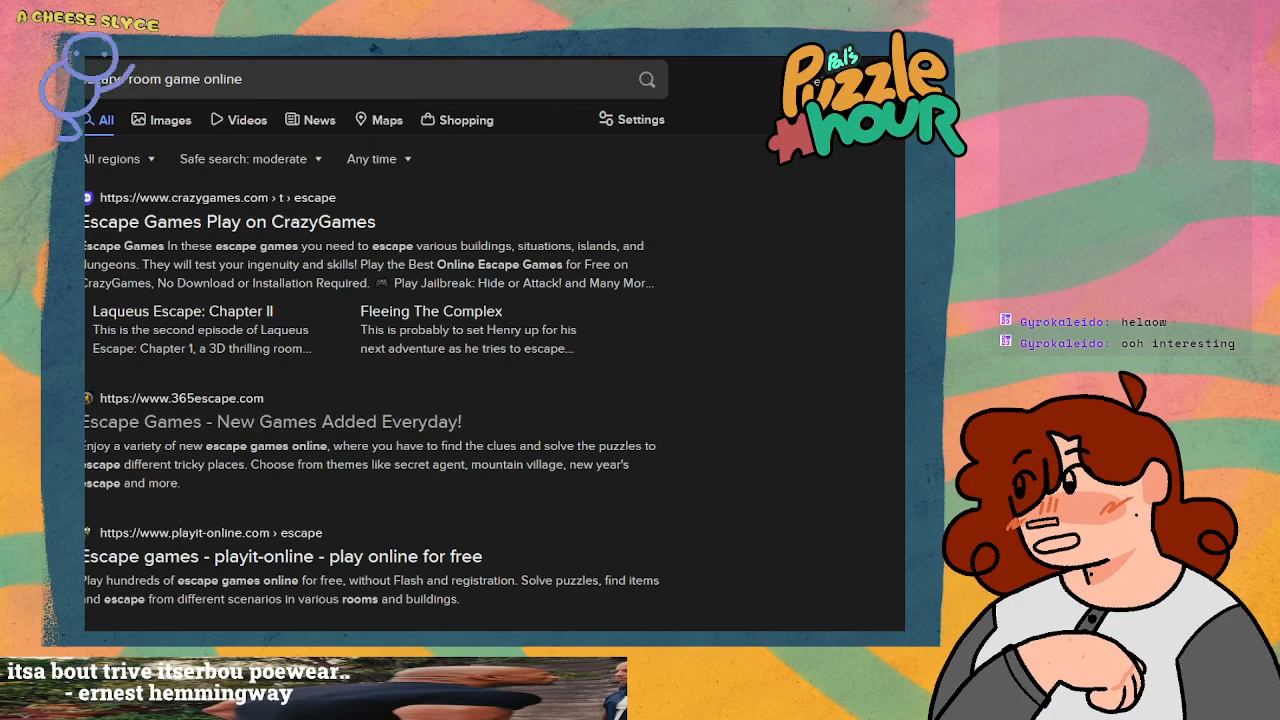 A CHEESE SLYCE
room game online
Pal's
Puzzle
HOUR
All
Images
Videos
News
Maps
Shopping
Settings
All regions
Safe search: moderate
Any time
https://www.crazygames.com › t › escape
Escape Games Play on CrazyGames
Escape Games In these escape games you need to escape various buildings, situations, islands, and
dungeons. They will test your ingenuity and skills! Play the Best Online Escape Games for Free on
CrazyGames, No Download or Installation Required. 🎮 Play Jailbreak: Hide or Attack! and Many Mor...
Laqueus Escape: Chapter II
This is the second episode of Laqueus
Escape: Chapter 1, a 3D thrilling room...
Fleeing The Complex
This is probably to set Henry up for his
next adventure as he tries to escape...
https://www.365escape.com
Escape Games - New Games Added Everyday!
Enjoy a variety of new escape games online, where you have to find the clues and solve the puzzles to
escape different tricky places. Choose from themes like secret agent, mountain village, new year's
escape and more.
https://www.playit-online.com › escape
Escape games - playit-online - play online for free
Play hundreds of escape games online for free, without Flash and registration. Solve puzzles, find items
and escape from different scenarios in various rooms and buildings.
Gyrokaleido: helaow
Gyrokaleido: ooh interesting
itsa bout trive itserbou poewear..
- ernest hemmingway